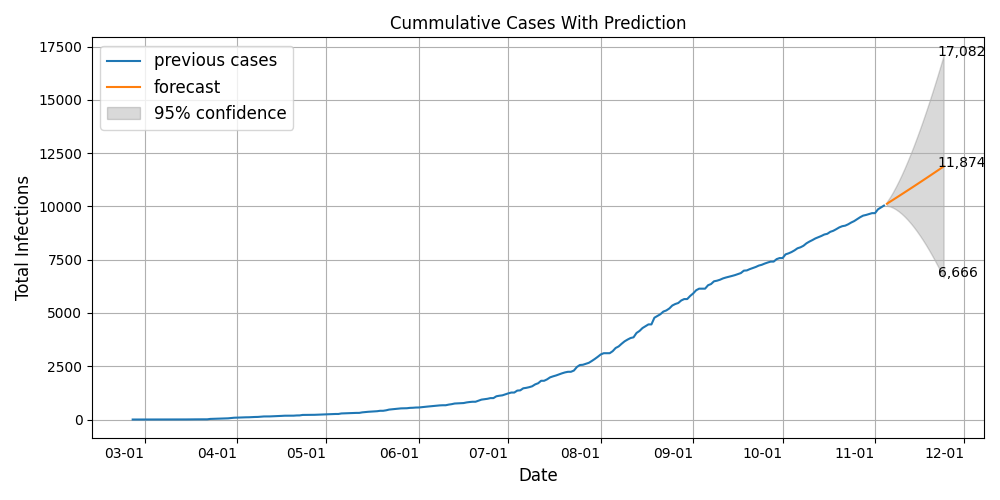 Cummulative Cases With Prediction
17500
15000
12500
10000
7500
5000
2500
0
Total Infections
previous cases
forecast
95% confidence
17,082
11,874
6,666
03-01 04-01 05-01 06-01 07-01 08-01 09-01 10-01 11-01 12-01
Date